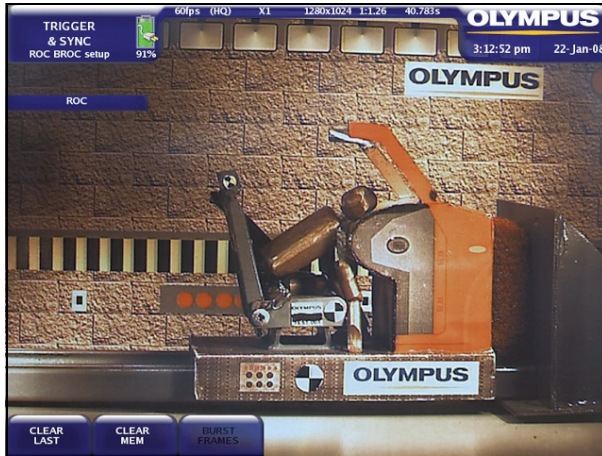 TRIGGER
& SYNC
ROC BROC setup
91%
60fps (HQ) X1 1280x1024 1:1.26 40.783s
OLYMPUS
3:12:52 pm 22-Jan-08
ROC
OLYMPUS
OLYMPUS
OLYMPUS
CLEAR
LAST
CLEAR
MEM
BURST
FRAMES